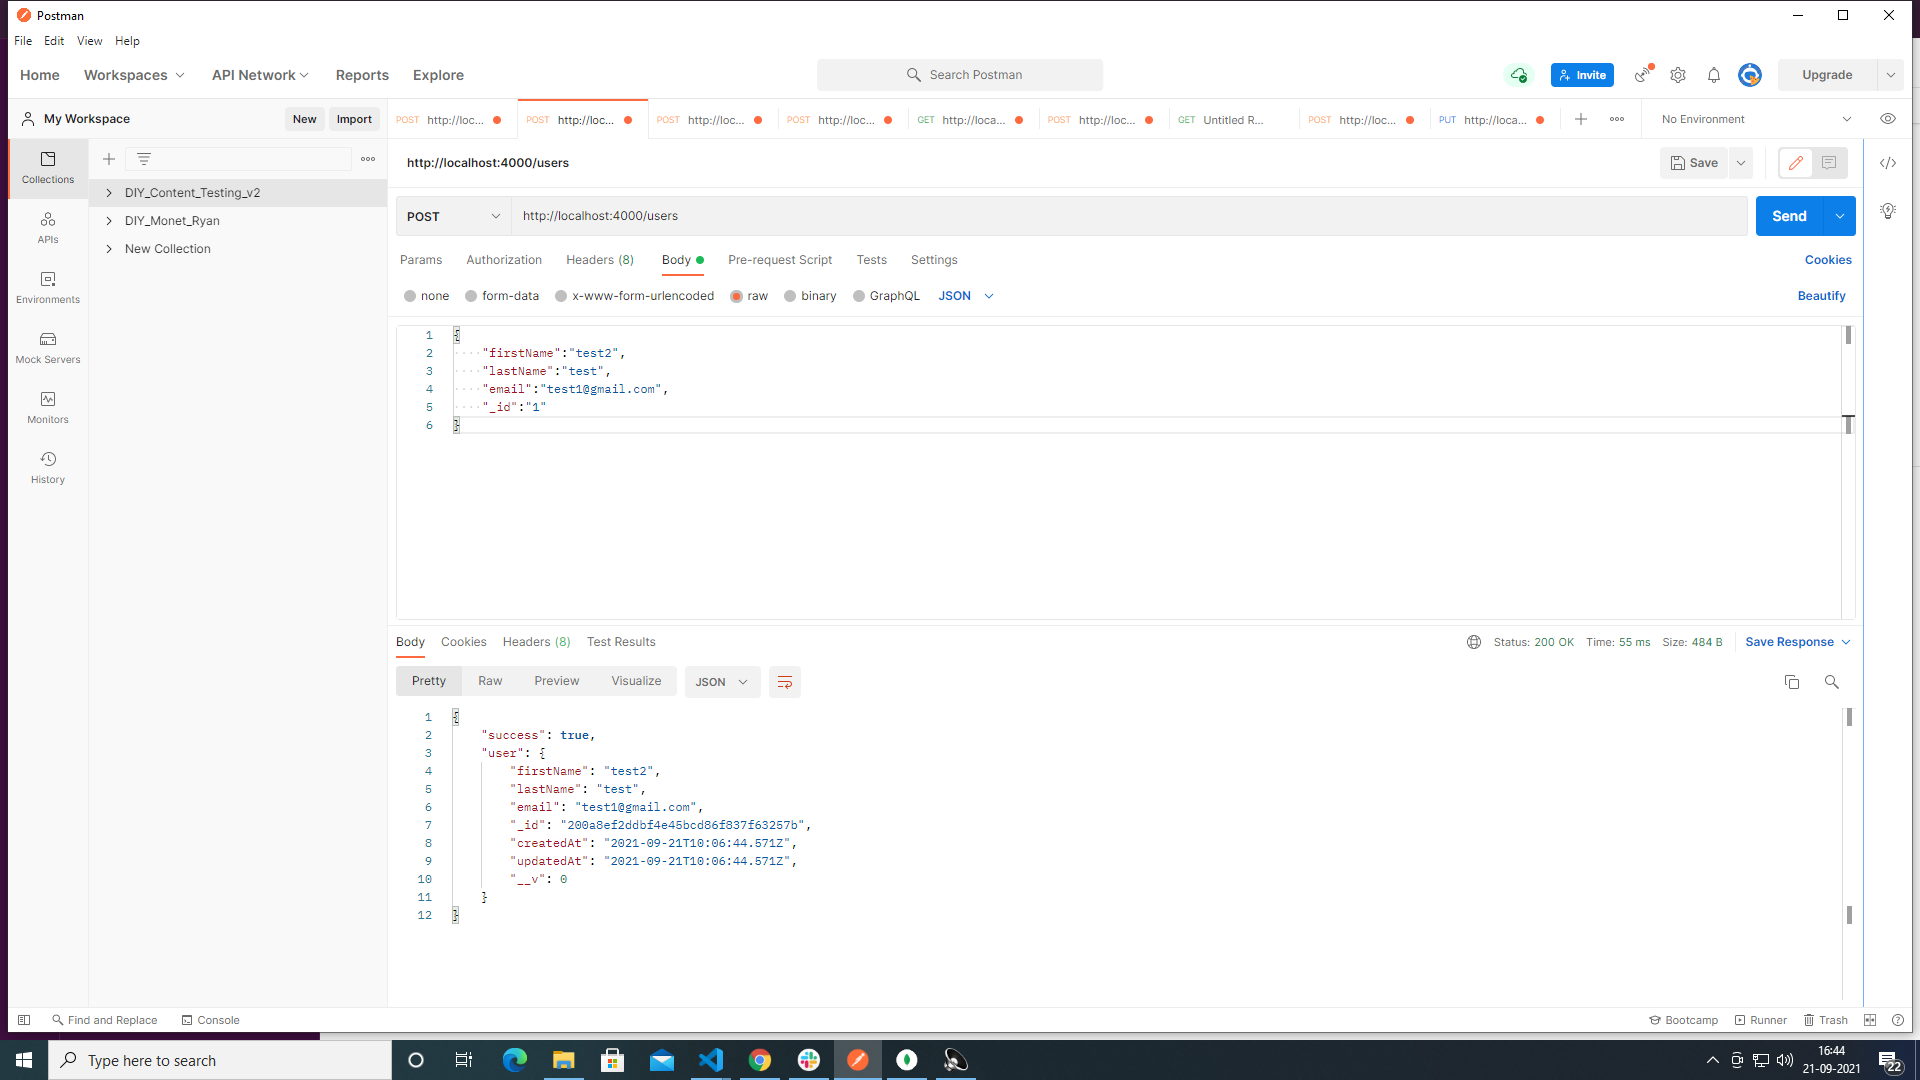 Postman
File Edit View Help
Home Workspaces API Network Reports Explore Search Postman Invite Upgrade
My Workspace New Import POST http://loc... POST http://loc... POST http://loc... POST http://loc... GET http://loca... POST http://loc... GET Untitled R... POST http://loc... PUT http://loca... No Environment
Collections
APIs
Environments
Mock Servers
Monitors
History
DIY_Content_Testing_v2
DIY_Monet_Ryan
New Collection
http://localhost:4000/users Save
POST http://localhost:4000/users Send
Params Authorization Headers (8) Body Pre-request Script Tests Settings Cookies
none form-data x-www-form-urlencoded raw binary GraphQL JSON Beautify
1 {
2 "firstName":"test2",
3 "lastName":"test",
4 "email":"test1@gmail.com",
5 "_id":"1"
6 }
Body Cookies Headers (8) Test Results Status: 200 OK Time: 55 ms Size: 484 B Save Response
Pretty Raw Preview Visualize JSON
1 {
2 "success": true,
3 "user": {
4 "firstName": "test2",
5 "lastName": "test",
6 "email": "test1@gmail.com",
7 "_id": "200a8ef2ddbf4e45bcd86f837f63257b",
8 "createdAt": "2021-09-21T10:06:44.571Z",
9 "updatedAt": "2021-09-21T10:06:44.571Z",
10 "__v": 0
11 }
12 }
Find and Replace Console Bootcamp Runner Trash
Type here to search 16:44
21-09-2021 22